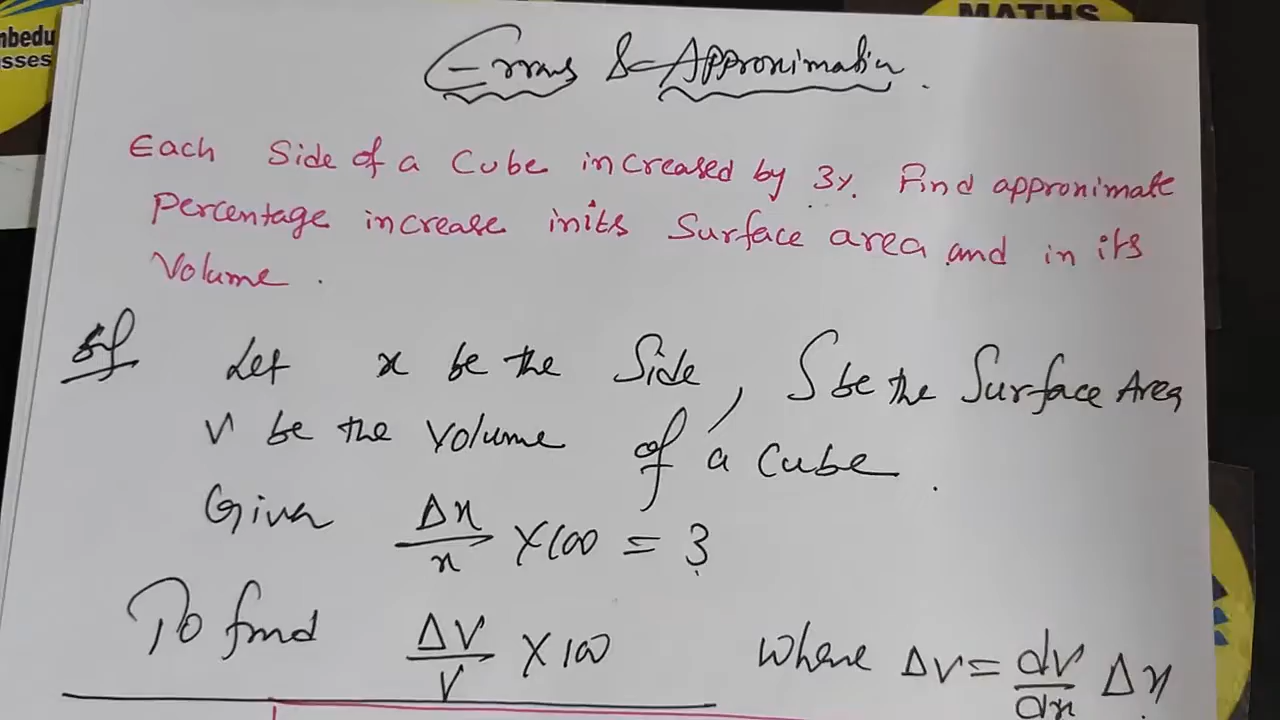 mbedu
sses
MATHS
Errors & Approximation.
Each Side of a Cube increased by 3%. Find approximate
Percentage increase in its Surface area and in its
Volume.
Sol
Let x be the Side, S be the Surface Area
V be the Volume of a Cube.
Given Δx/x × 100 = 3
To find ΔV/V × 100 where ΔV = dv/dx Δx